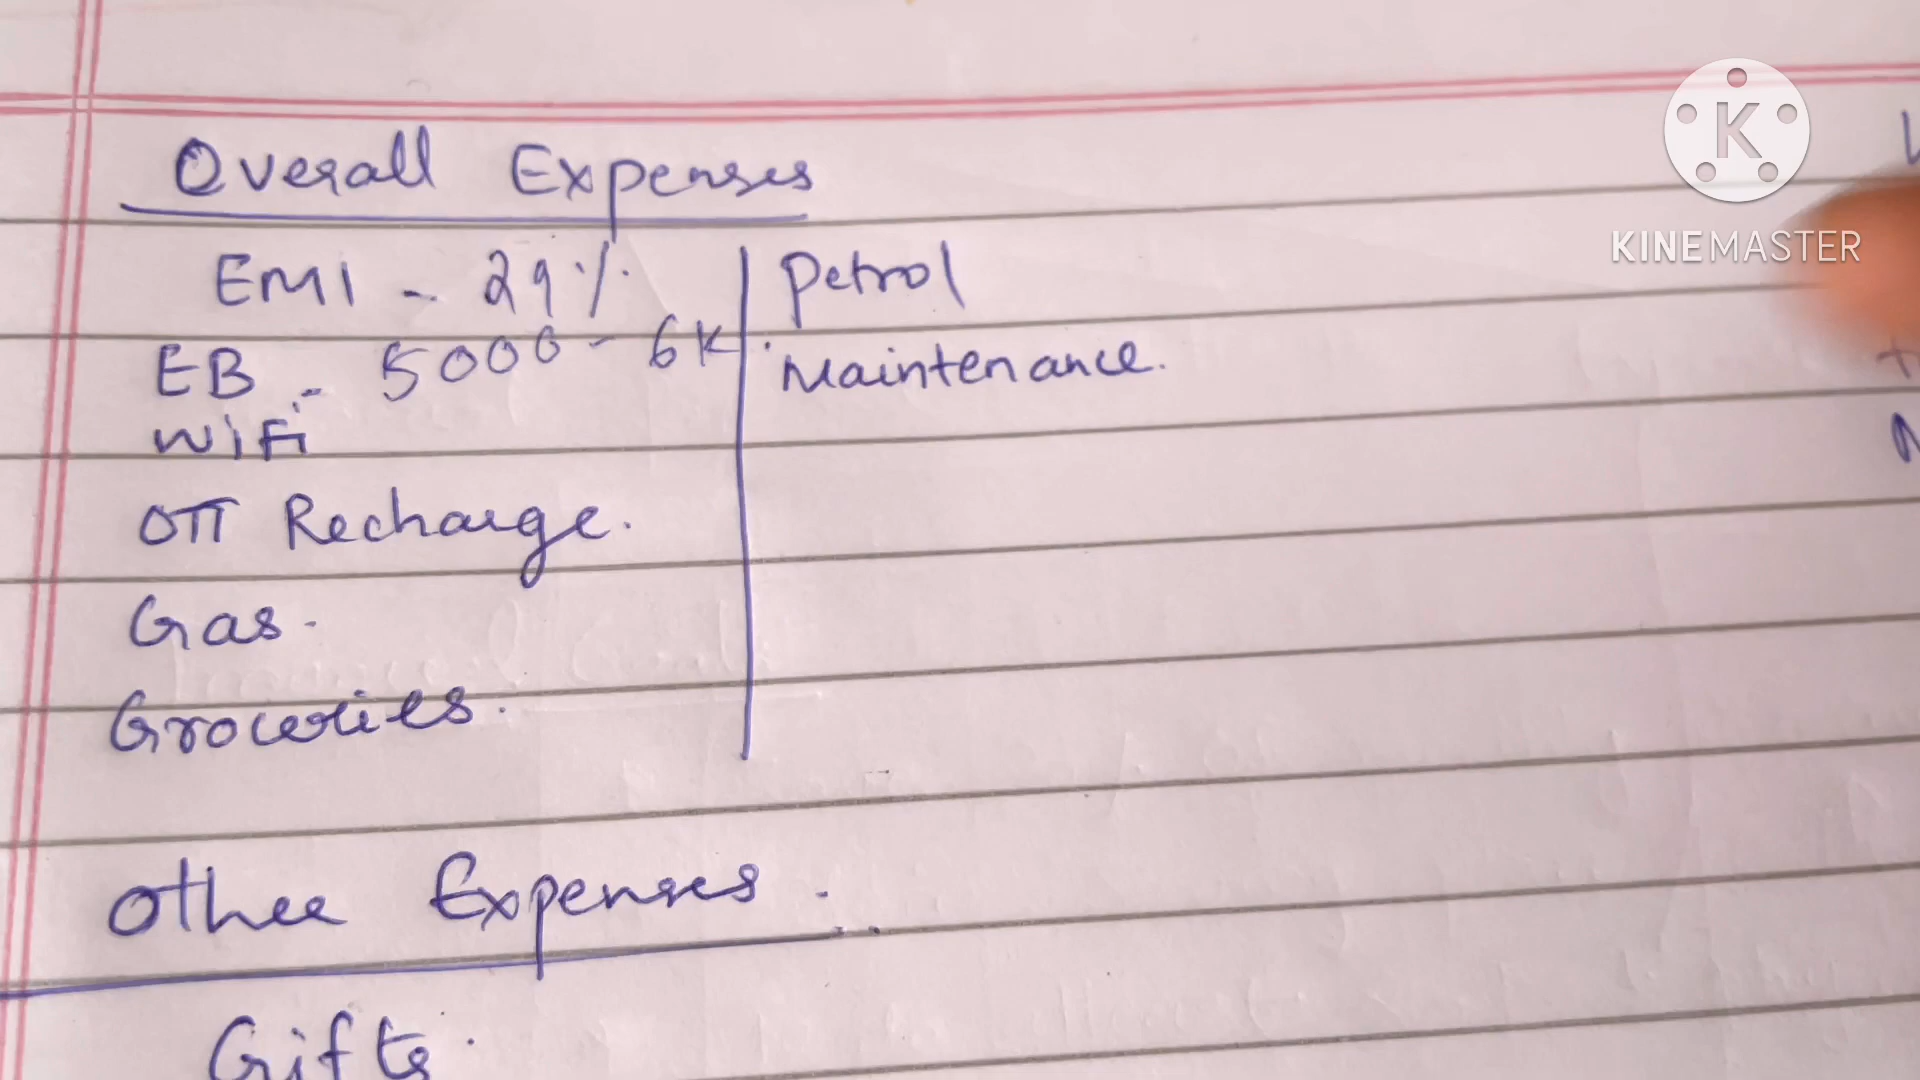 Overall Expenses
EMI - 29%
EB - 5000 - 6K.
WiFi
OTT Recharge.
Gas.
Groceries.
Petrol
Maintenance.
Other Expenses.
Gifts.
K
KINEMASTER